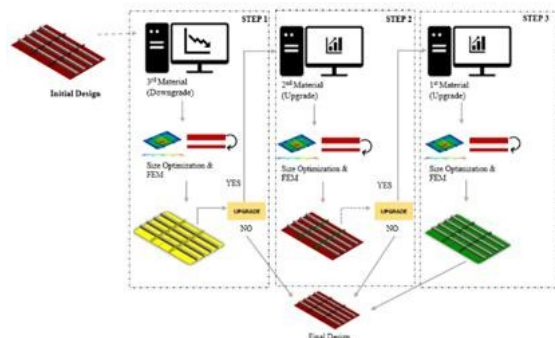 STEP 1
STEP 2
STEP 3
Initial Design
3rd Material
(Downgrade)
2nd Material
(Upgrade)
1st Material
(Upgrade)
Size Optimization &
FEM
Size Optimization &
FEM
Size Optimization &
FEM
YES
UPGRADE
NO
YES
UPGRADE
NO
Final Design